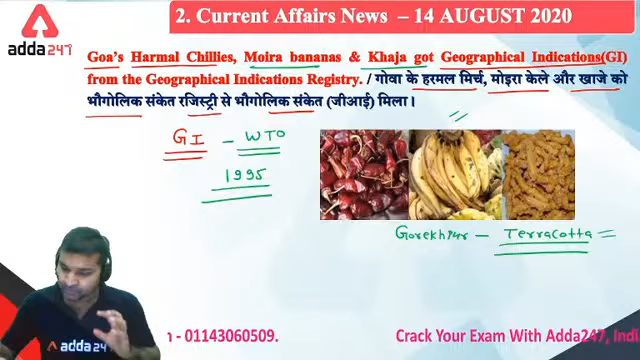 adda247
2. Current Affairs News – 14 AUGUST 2020
Goa's Harmal Chillies, Moira bananas & Khaja got Geographical Indications(GI)
from the Geographical Indications Registry. / गोवा के हरमल मिर्च, मोइरा केले और खाजे को
भौगोलिक संकेत रजिस्ट्री से भौगोलिक संकेत (जीआई) मिला।
GI – WTO
1995
Gorekhpur – Terracotta =
adda247
- 01143060509. Crack Your Exam With Adda247, Indi